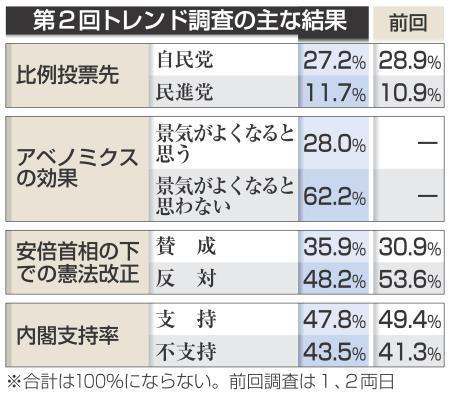 第2回トレンド調査の主な結果 前回
比例投票先 自民党 27.2% 28.9%
民進党 11.7% 10.9%
アベノミクスの効果 景気がよくなると思う 28.0% ―
景気がよくなると思わない 62.2% ―
安倍首相の下での憲法改正 賛成 35.9% 30.9%
反対 48.2% 53.6%
内閣支持率 支持 47.8% 49.4%
不支持 43.5% 41.3%
※合計は100%にならない。前回調査は1、2両日